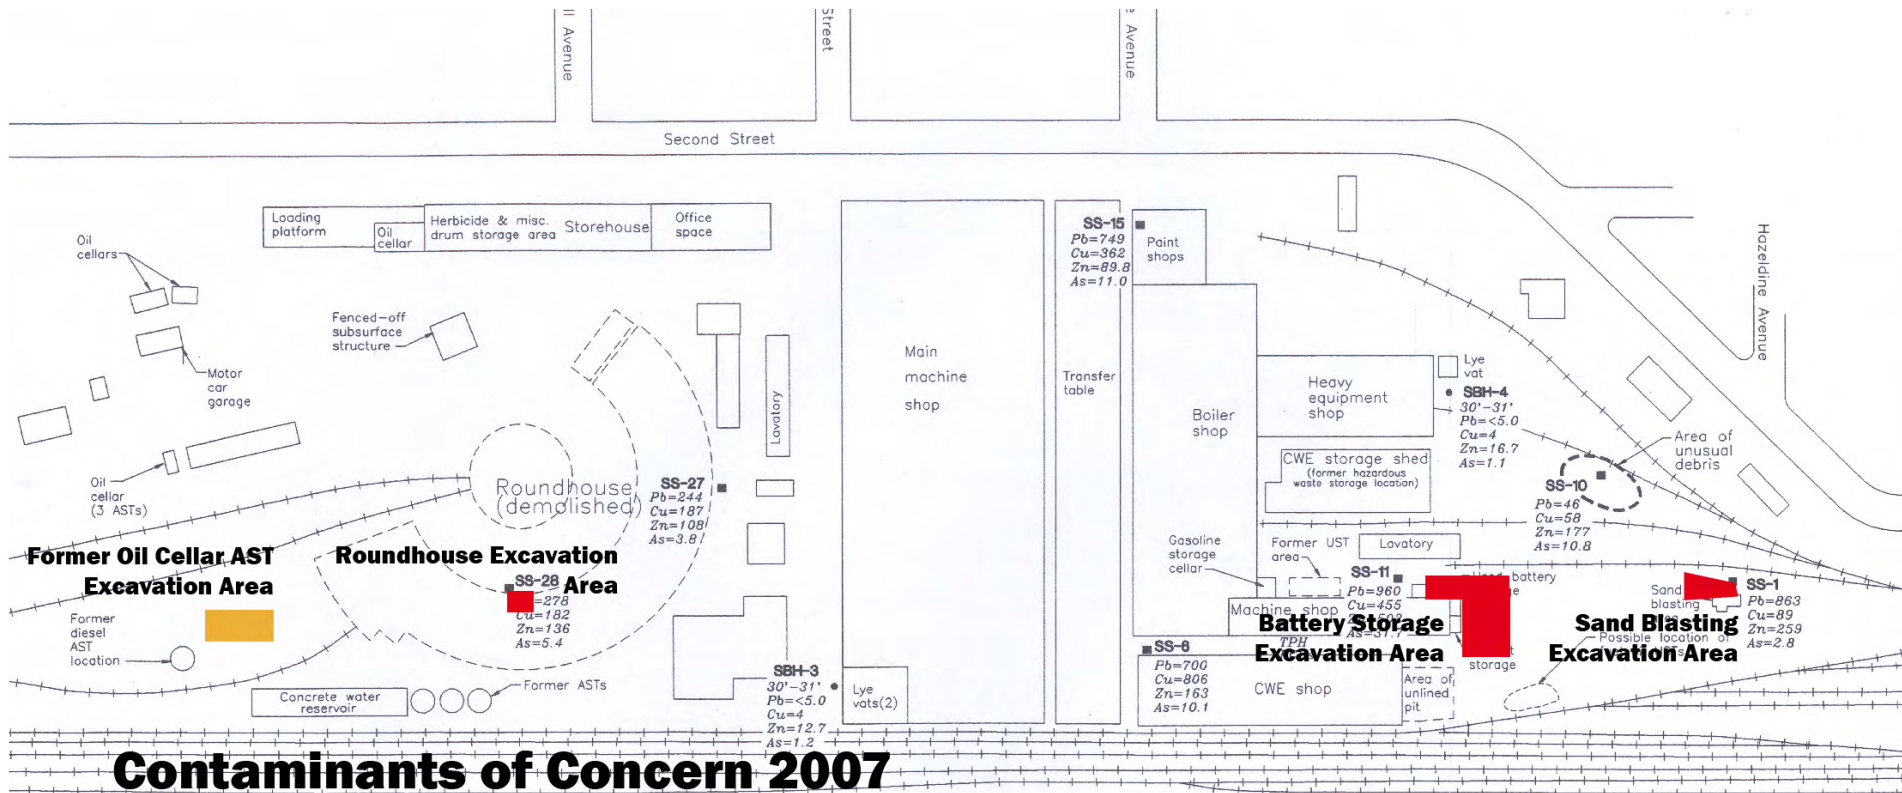 ll Avenue
Street
s Avenue
Second Street
Hazeldine Avenue
Loading
platform
Oil
cellar
Herbicide & misc.
drum storage area
Storehouse
Office
space
Oil
cellars
Fenced-off
subsurface
structure
Motor
car
garage
Oil
cellar
(3 ASTs)
Roundhouse
(demolished)
Lavatory
SS-27
Pb=244
Cu=187
Zn=108
As=3.8
Main
machine
shop
Transfer
table
SS-15
Pb=749
Cu=362
Zn=89.8
As=11.0
Paint
shops
Boiler
shop
Heavy
equipment
shop
Lye
vat
SBH-4
30'-31'
Pb=<5.0
Cu=4
Zn=16.7
As=1.1
CWE storage shed
(former hazardous
waste storage location)
Area of
unusual
debris
SS-10
Pb=46
Cu=58
Zn=177
As=10.8
Gasoline
storage
cellar
Former UST
area
Lavatory
SS-11
Pb=960
Cu=455
As=31.7
TPH
Machine shop
battery
storage
Battery Storage
Excavation Area
Sand
blasting
Sand Blasting
Excavation Area
Possible location of
SS-1
Pb=863
Cu=89
Zn=259
As=2.8
Former Oil Cellar AST
Excavation Area
Roundhouse Excavation
Area
SS-28
=278
Cu=182
Zn=136
As=5.4
Former
diesel
AST
location
Concrete water
reservoir
Former ASTs
SBH-3
30'-31'
Pb=<5.0
Cu=4
Zn=12.7
As=1.2
Lye
vats(2)
SS-6
Pb=700
Cu=806
Zn=163
As=10.1
CWE shop
Area of
unlined
pit
Contaminants of Concern 2007